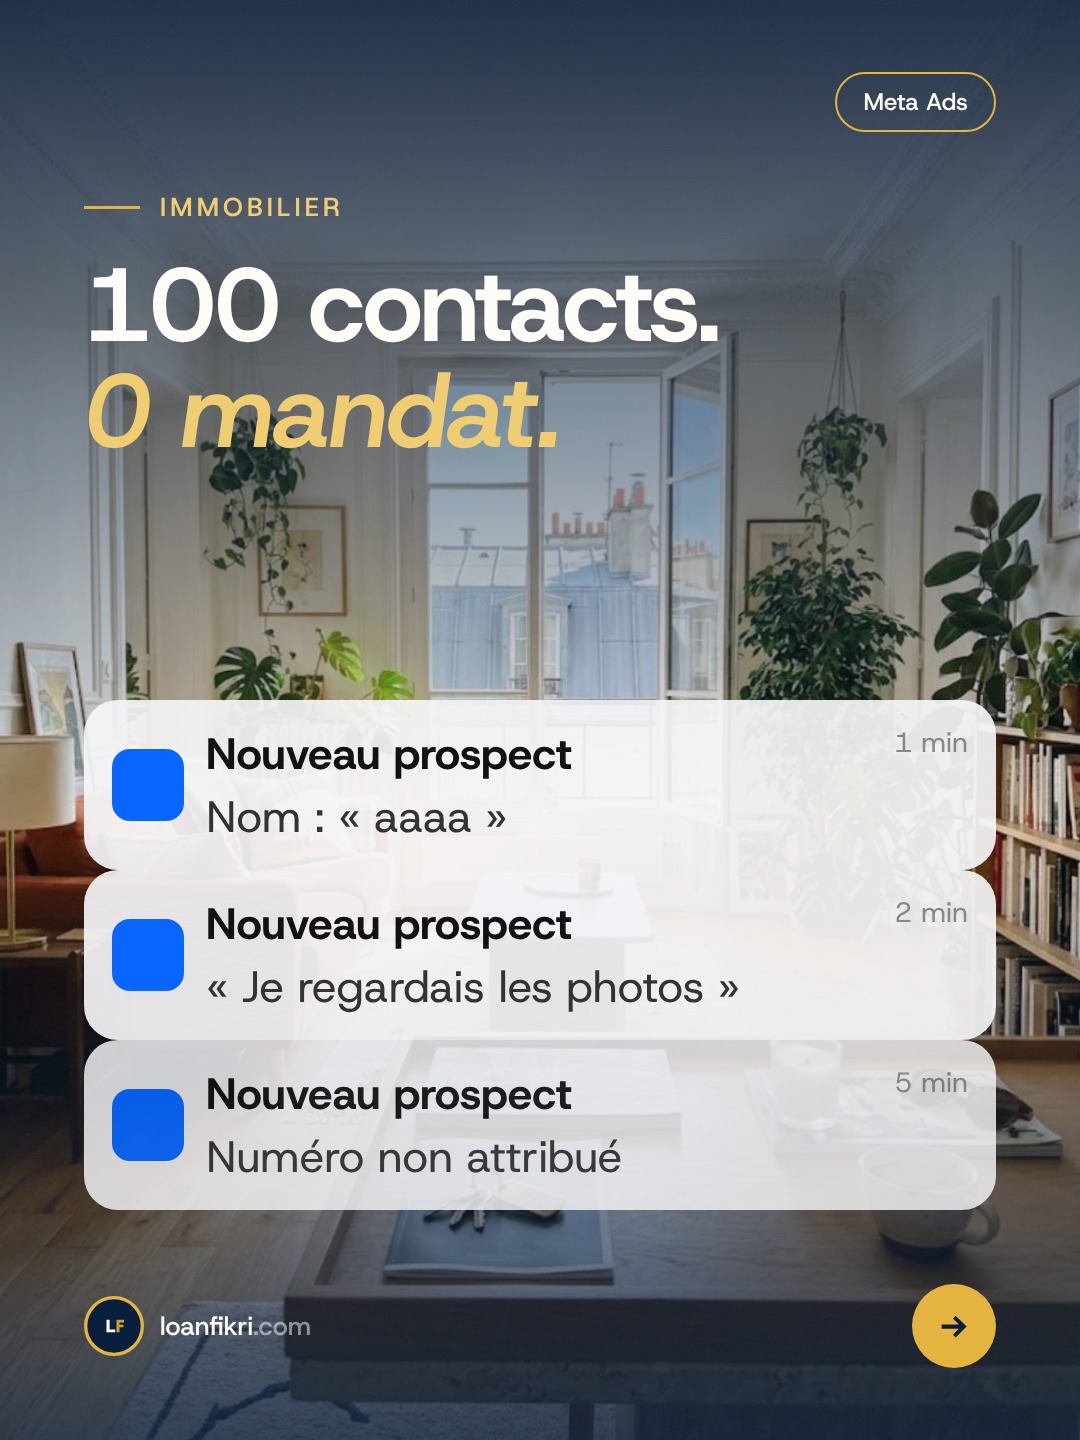 Meta Ads
IMMOBILIER
100 contacts.
0 mandat.
Nouveau prospect
1 min
Nom : « aaaa »
Nouveau prospect
2 min
« Je regardais les photos »
Nouveau prospect
5 min
Numéro non attribué
LF
loanfikri.com